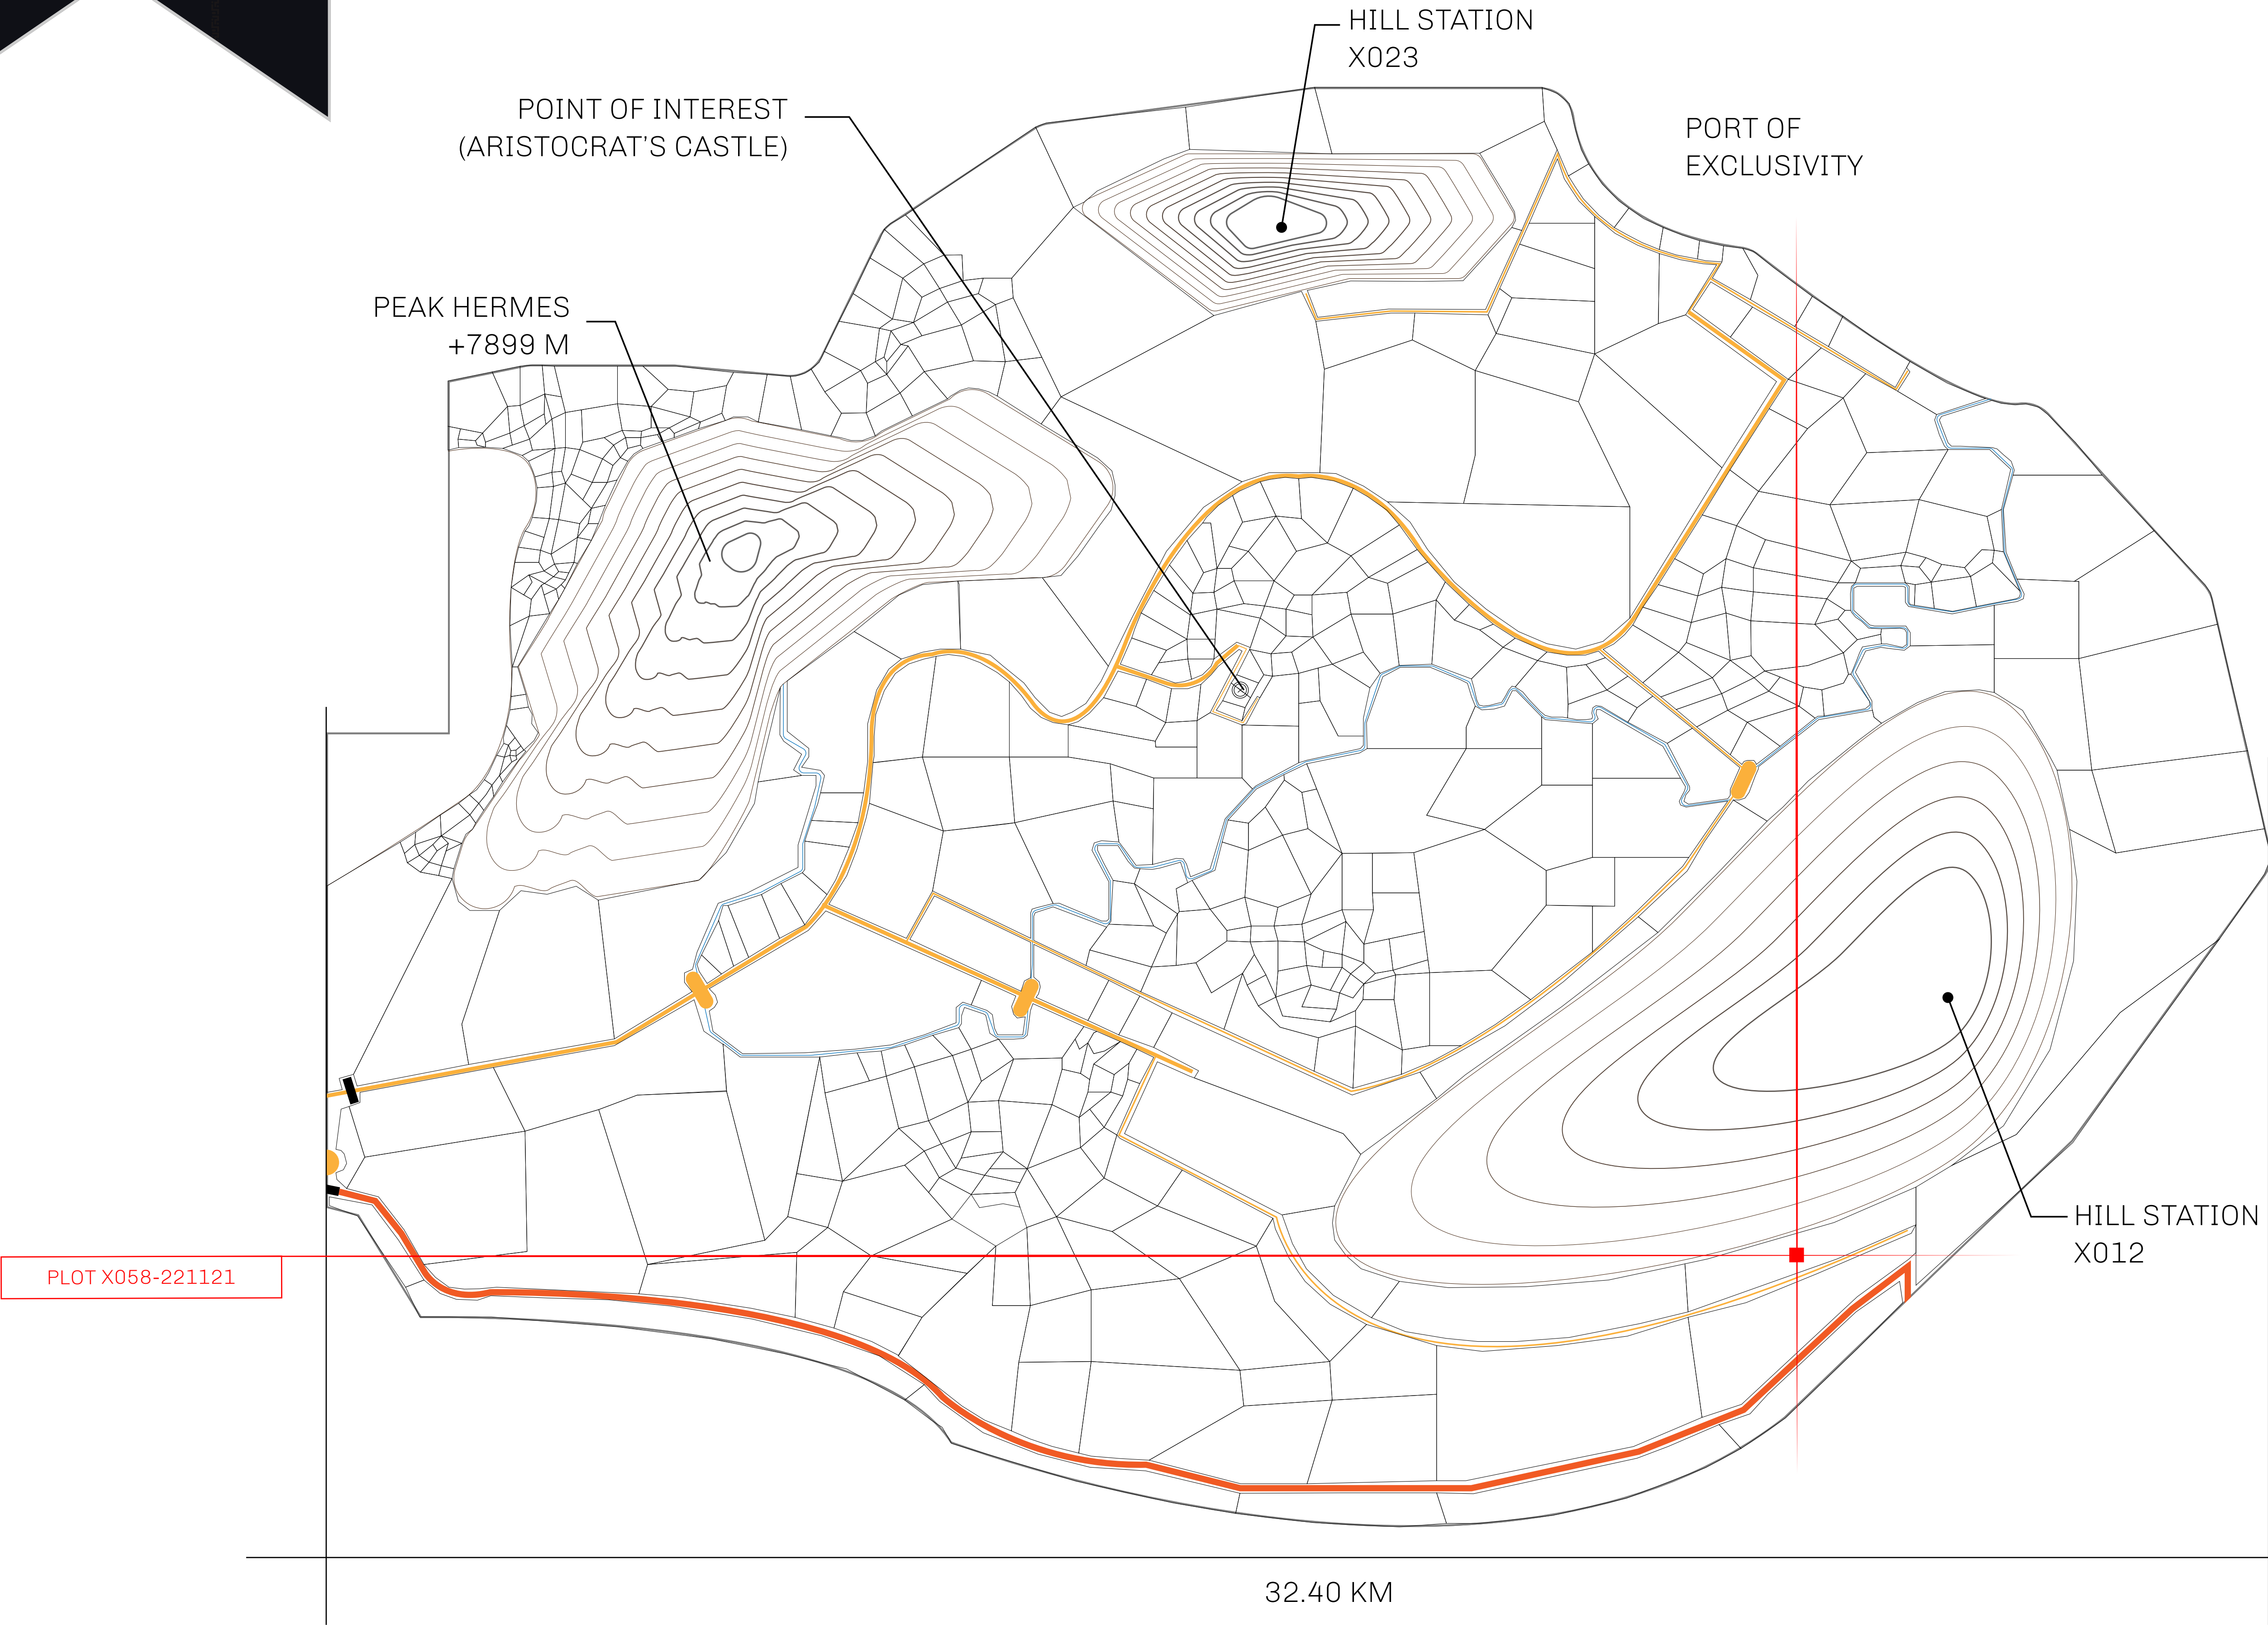 HILL STATION
X023
POINT OF INTEREST
(ARISTOCRAT'S CASTLE)
PORT OF
EXCLUSIVITY
PEAK HERMES
+7899 M
HILL STATION
X012
PLOT X058-221121
32.40 KM